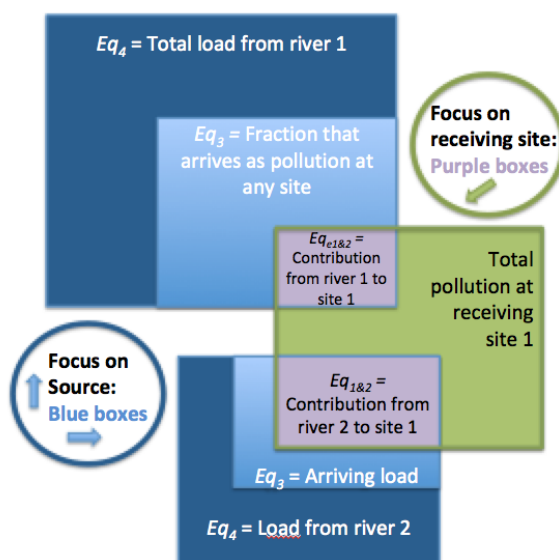 Eq4 = Total load from river 1
Eq3 = Fraction that
arrives as pollution at
any site
Focus on
receiving site:
Purple boxes
Eqe1&2 =
Contribution
from river 1 to
site 1
Total
pollution at
receiving
site 1
Focus on
Source:
Blue boxes
Eq1&2 =
Contribution from
river 2 to site 1
Eq3 = Arriving load
Eq4 = Load from river 2